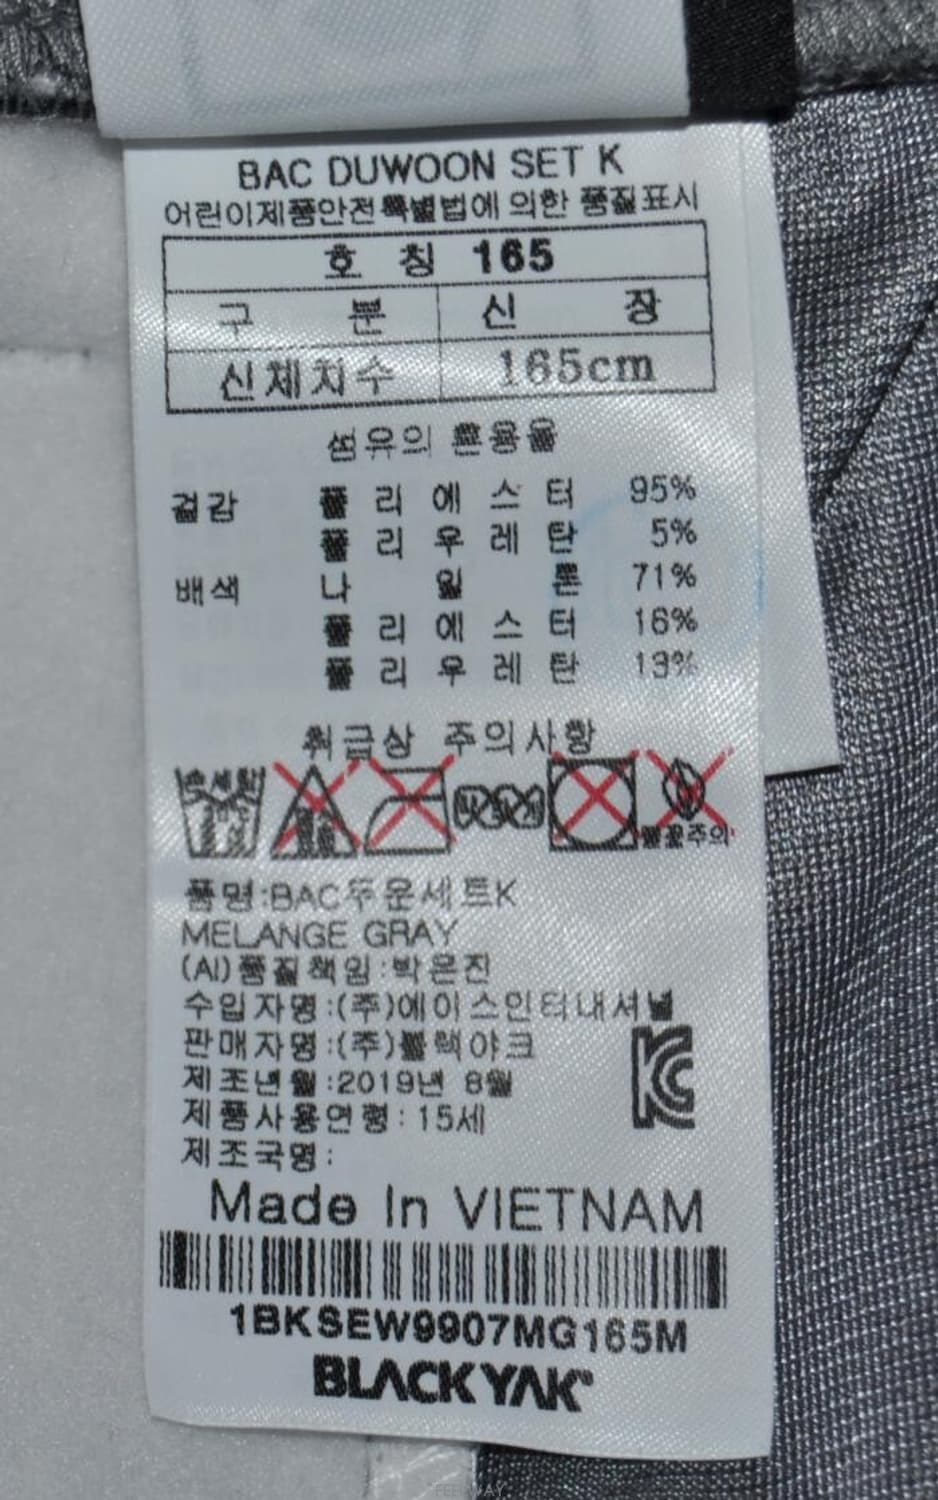 BAC DUWOON SET K
어린이제품안전특별법에 의한 품질표시
호 칭 165
구 분 신 장
신체치수 165cm
섬유의 혼용율
겉감 폴리에스터 95%
폴리우레탄 5%
배색 나일론 71%
폴리에스터 16%
폴리우레탄 13%
취급상 주의사항
손세탁
불꽃주의
품명:BAC두운세트K
MELANGE GRAY
(AI)품질책임:박은진
수입자명:(주)에이스인터내셔널
판매자명:(주)블랙야크
제조년월:2019년 8월
제품사용연령:15세
제조국명:
Made In VIETNAM
1BKSEW9907MG165M
BLACKYAK